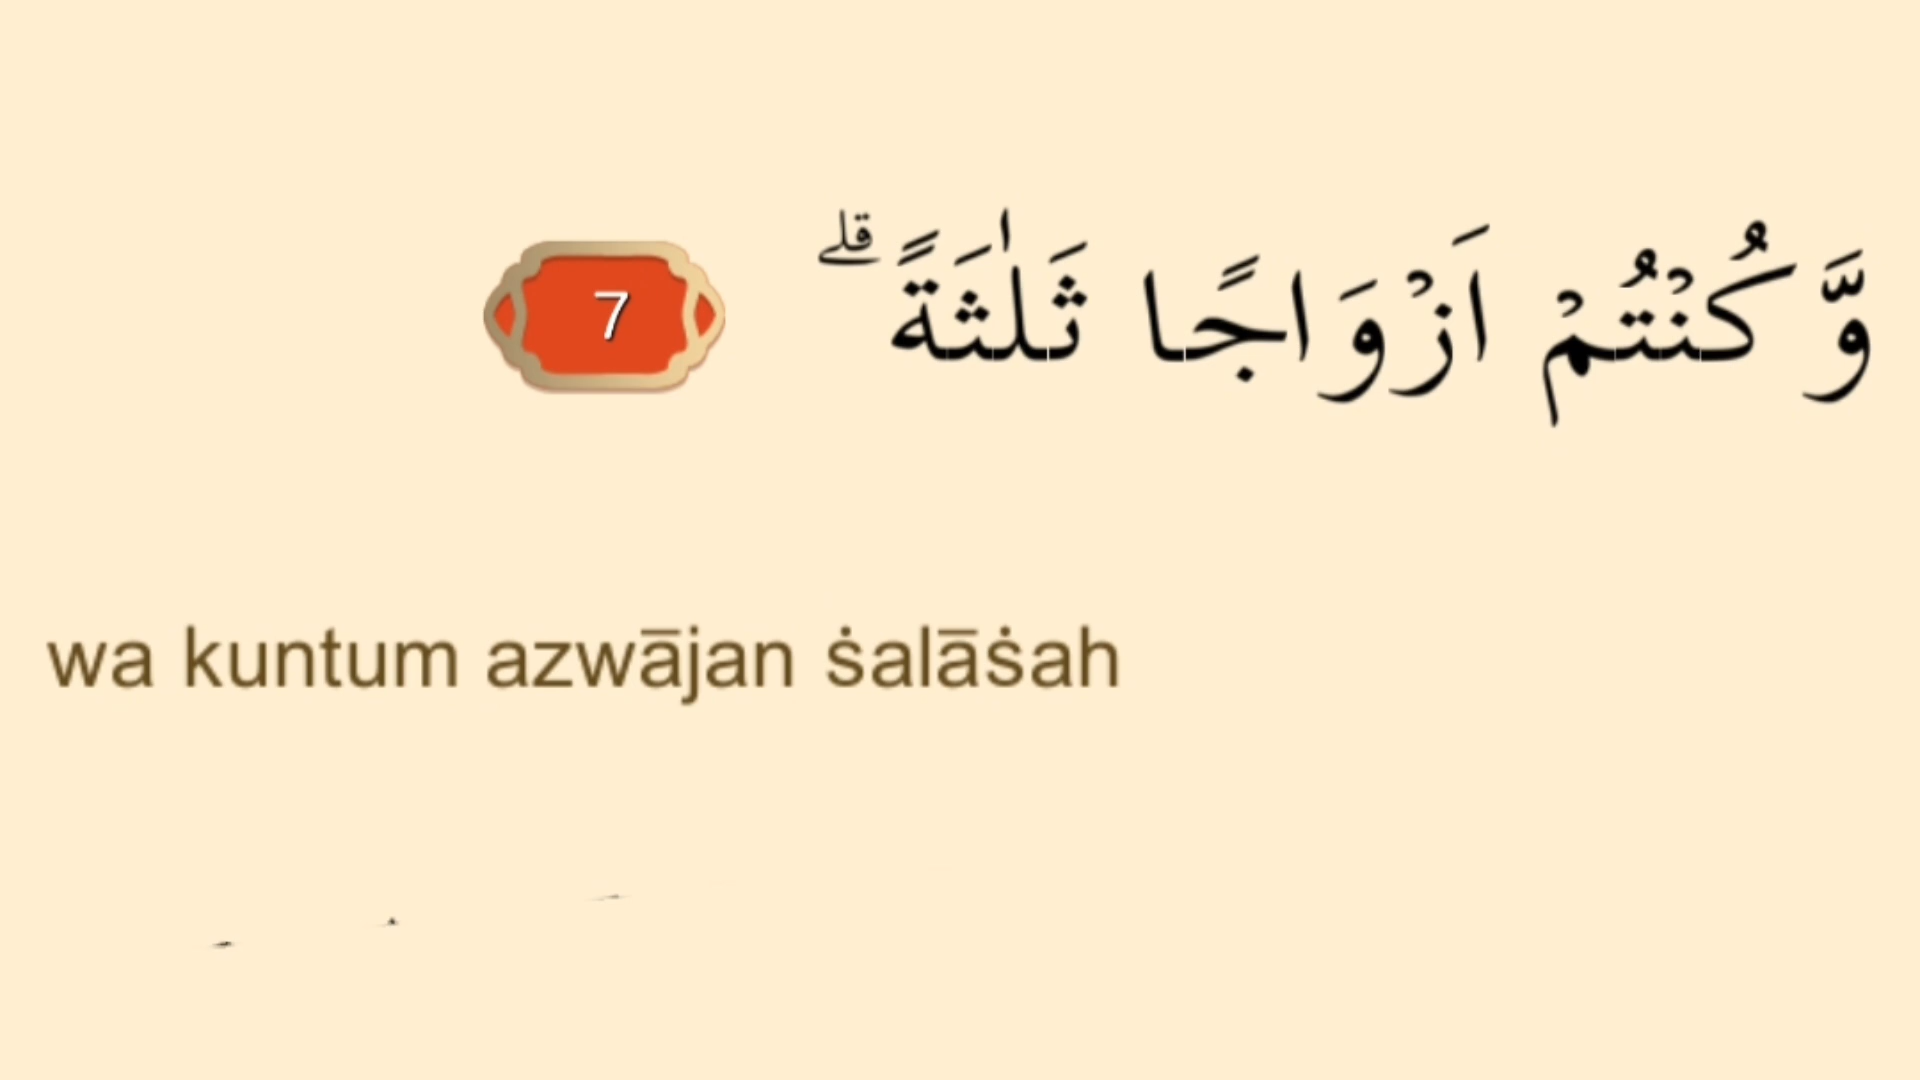 وَّكُنْتُمْ اَزْوَاجًا ثَلٰثَةً ۗ 7
wa kuntum azwājan ṡalāṡah